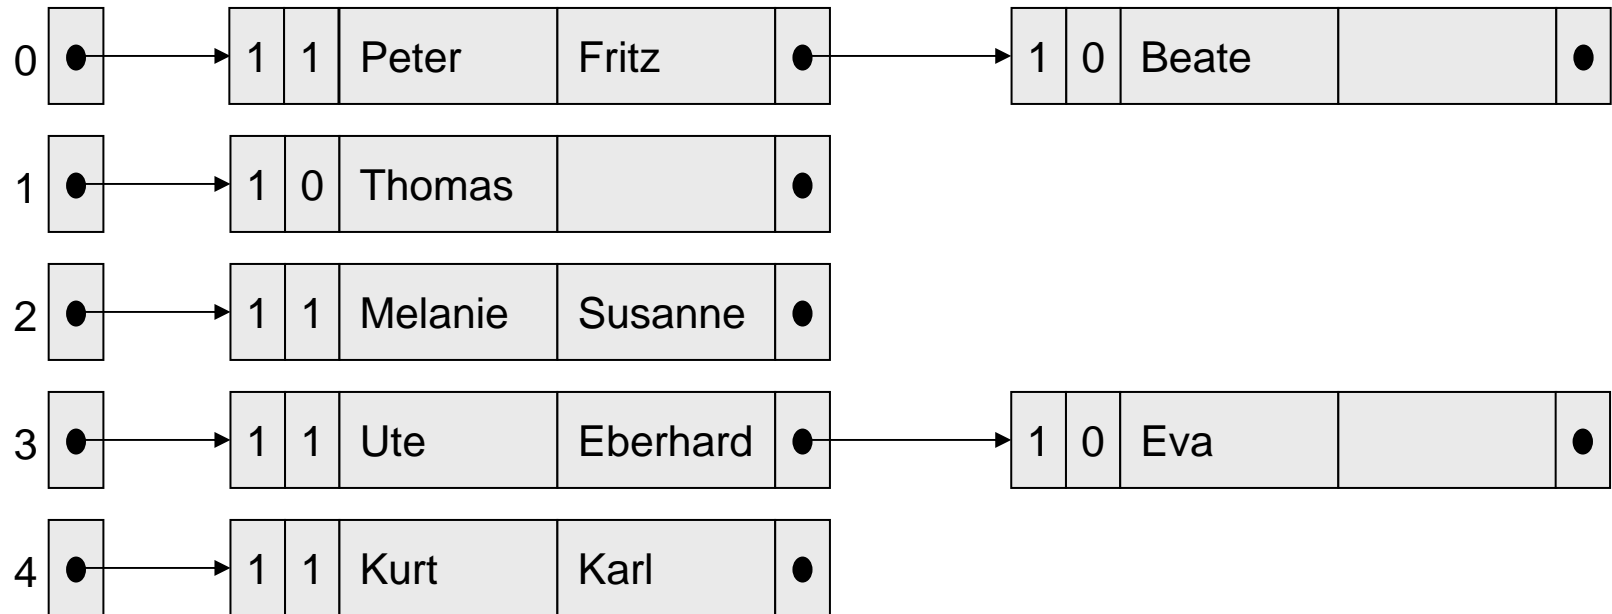 0 1 1 Peter Fritz 1 0 Beate
1 1 0 Thomas
2 1 1 Melanie Susanne
3 1 1 Ute Eberhard 1 0 Eva
4 1 1 Kurt Karl